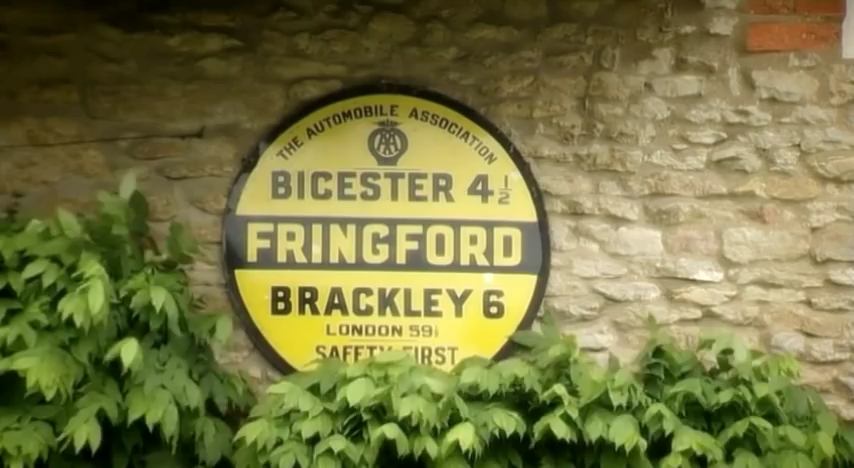 THE AUTOMOBILE ASSOCIATION
AA
BICESTER 4½
FRINGFORD
BRACKLEY 6
LONDON 59½
SAFETY FIRST